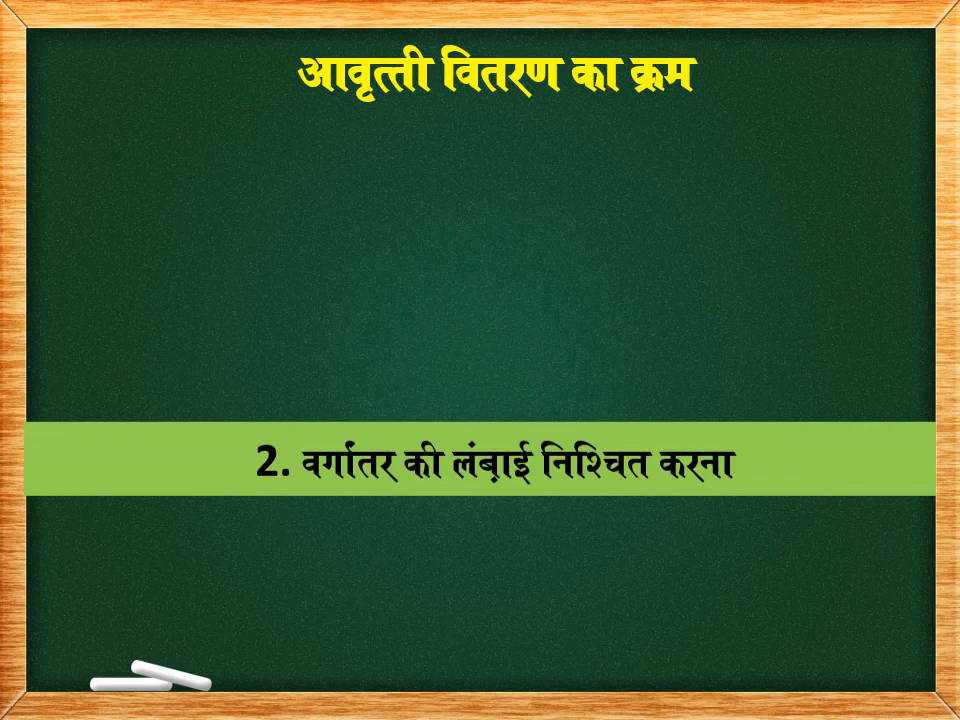 आवृत्ती वितरण का क्रम
2. वर्गांतर की लंब़ाई निश्चित करना